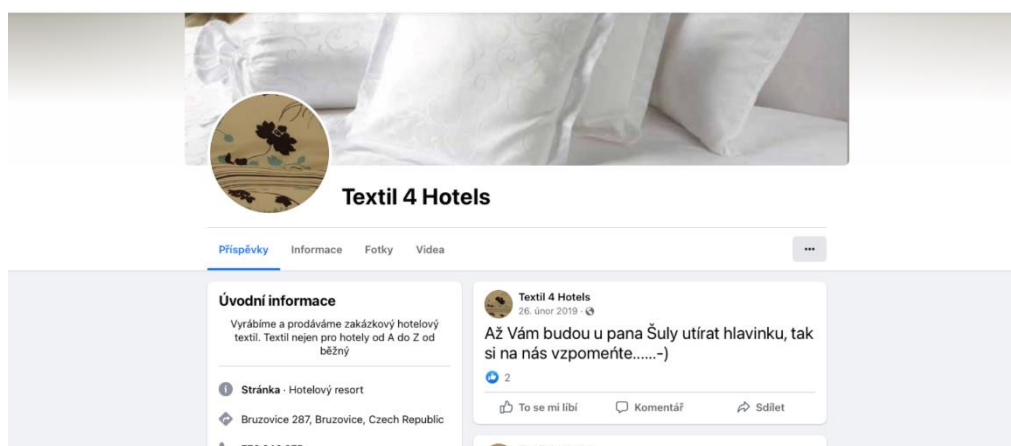 Textil 4 Hotels
Příspěvky
Informace
Fotky
Videa
Úvodní informace
Vyrábíme a prodáváme zakázkový hotelový
textil. Textil nejen pro hotely od A do Z od
běžný
Stránka · Hotelový resort
Bruzovice 287, Bruzovice, Czech Republic
Textil 4 Hotels
26. únor 2019 ·
Až Vám budou u pana Šuly utírat hlavinku, tak
si na nás vzpomeńte......-)
2
To se mi líbí
Komentář
Sdílet